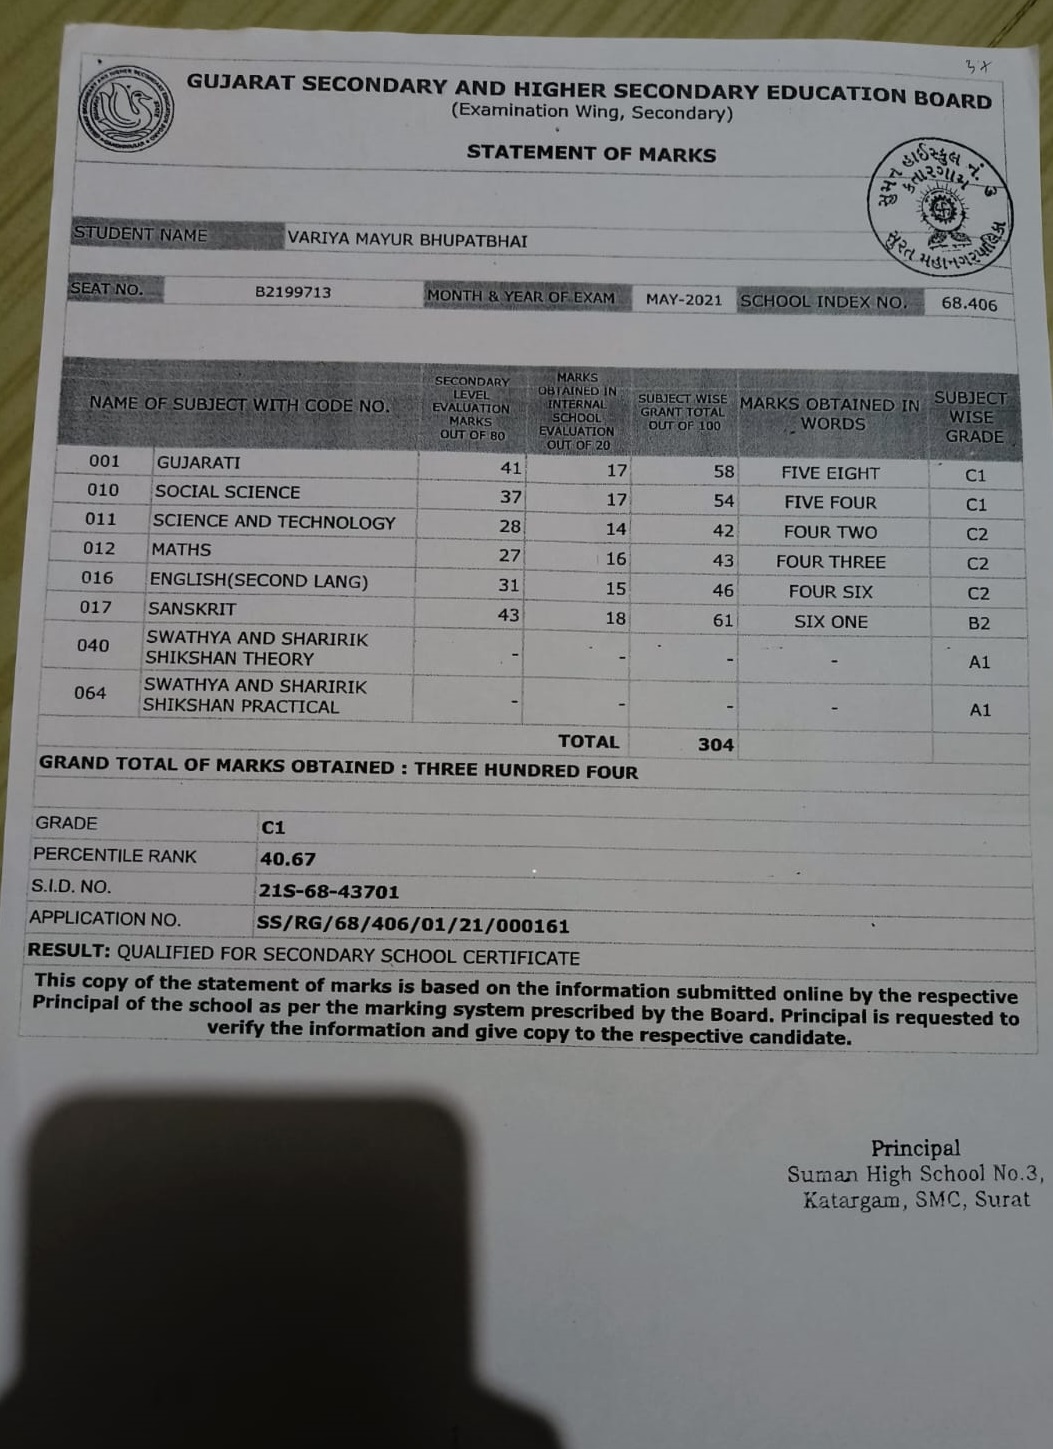 3X
GUJARAT SECONDARY AND HIGHER SECONDARY EDUCATION BOARD
(Examination Wing, Secondary)
STATEMENT OF MARKS
સુમન હાઈસ્કૂલ નં. ૩
કતારગામ
સુરત મહાનગરપાલિકા
STUDENT NAME VARIYA MAYUR BHUPATBHAI
SEAT NO. B2199713 MONTH & YEAR OF EXAM MAY-2021 SCHOOL INDEX NO. 68.406
NAME OF SUBJECT WITH CODE NO.
SECONDARY
LEVEL
EVALUATION
MARKS
OUT OF 80
MARKS
OBTAINED IN
INTERNAL
SCHOOL
EVALUATION
OUT OF 20
SUBJECT WISE
GRANT TOTAL
OUT OF 100
MARKS OBTAINED IN
WORDS
SUBJECT
WISE
GRADE
001 GUJARATI 41 17 58 FIVE EIGHT C1
010 SOCIAL SCIENCE 37 17 54 FIVE FOUR C1
011 SCIENCE AND TECHNOLOGY 28 14 42 FOUR TWO C2
012 MATHS 27 16 43 FOUR THREE C2
016 ENGLISH(SECOND LANG) 31 15 46 FOUR SIX C2
017 SANSKRIT 43 18 61 SIX ONE B2
040 SWATHYA AND SHARIRIK
SHIKSHAN THEORY - - - - A1
064 SWATHYA AND SHARIRIK
SHIKSHAN PRACTICAL - - - - A1
TOTAL 304
GRAND TOTAL OF MARKS OBTAINED : THREE HUNDRED FOUR
GRADE C1
PERCENTILE RANK 40.67
S.I.D. NO. 21S-68-43701
APPLICATION NO. SS/RG/68/406/01/21/000161
RESULT: QUALIFIED FOR SECONDARY SCHOOL CERTIFICATE
This copy of the statement of marks is based on the information submitted online by the respective
Principal of the school as per the marking system prescribed by the Board. Principal is requested to
verify the information and give copy to the respective candidate.
Principal
Suman High School No.3,
Katargam, SMC, Surat